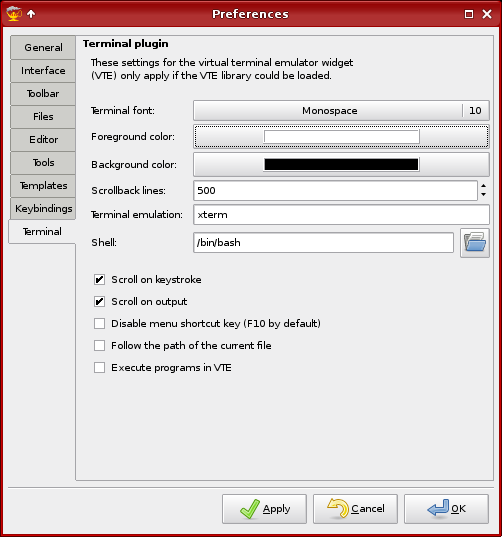 Preferences
General
Interface
Toolbar
Files
Editor
Tools
Templates
Keybindings
Terminal
Terminal plugin
These settings for the virtual terminal emulator widget
(VTE) only apply if the VTE library could be loaded.
Terminal font: Monospace 10
Foreground color:
Background color:
Scrollback lines: 500
Terminal emulation: xterm
Shell: /bin/bash
Scroll on keystroke
Scroll on output
Disable menu shortcut key (F10 by default)
Follow the path of the current file
Execute programs in VTE
Apply Cancel OK